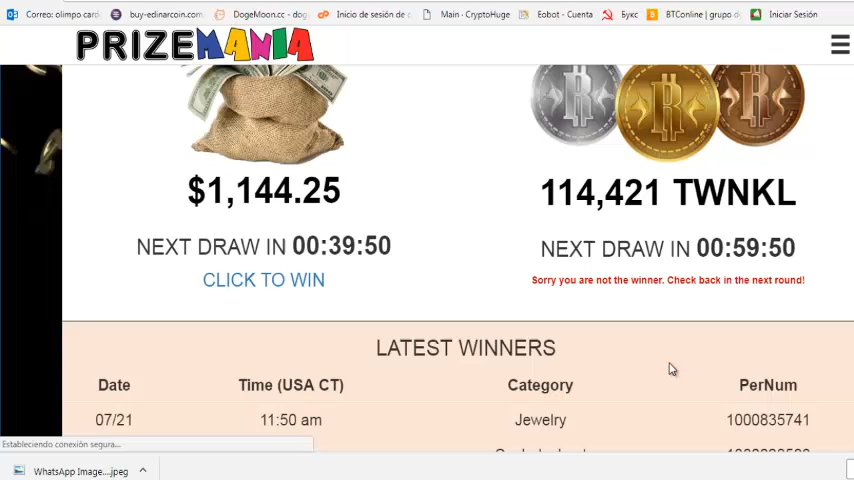 Correo: olimpo card
buy-edinarcoin.com...
DogeMoon.cc - dog
Inicio de sesión de c
Main · CryptoHuge
Eobot - Cuenta
Букс
BTConline | grupo d
Iniciar Sesión
PRIZEMANIA
$1,144.25
114,421 TWNKL
NEXT DRAW IN 00:39:50
NEXT DRAW IN 00:59:50
CLICK TO WIN
Sorry you are not the winner. Check back in the next round!
LATEST WINNERS
Date Time (USA CT) Category PerNum
07/21 11:50 am Jewelry 1000835741
Estableciendo conexión segura...
WhatsApp Image....jpeg